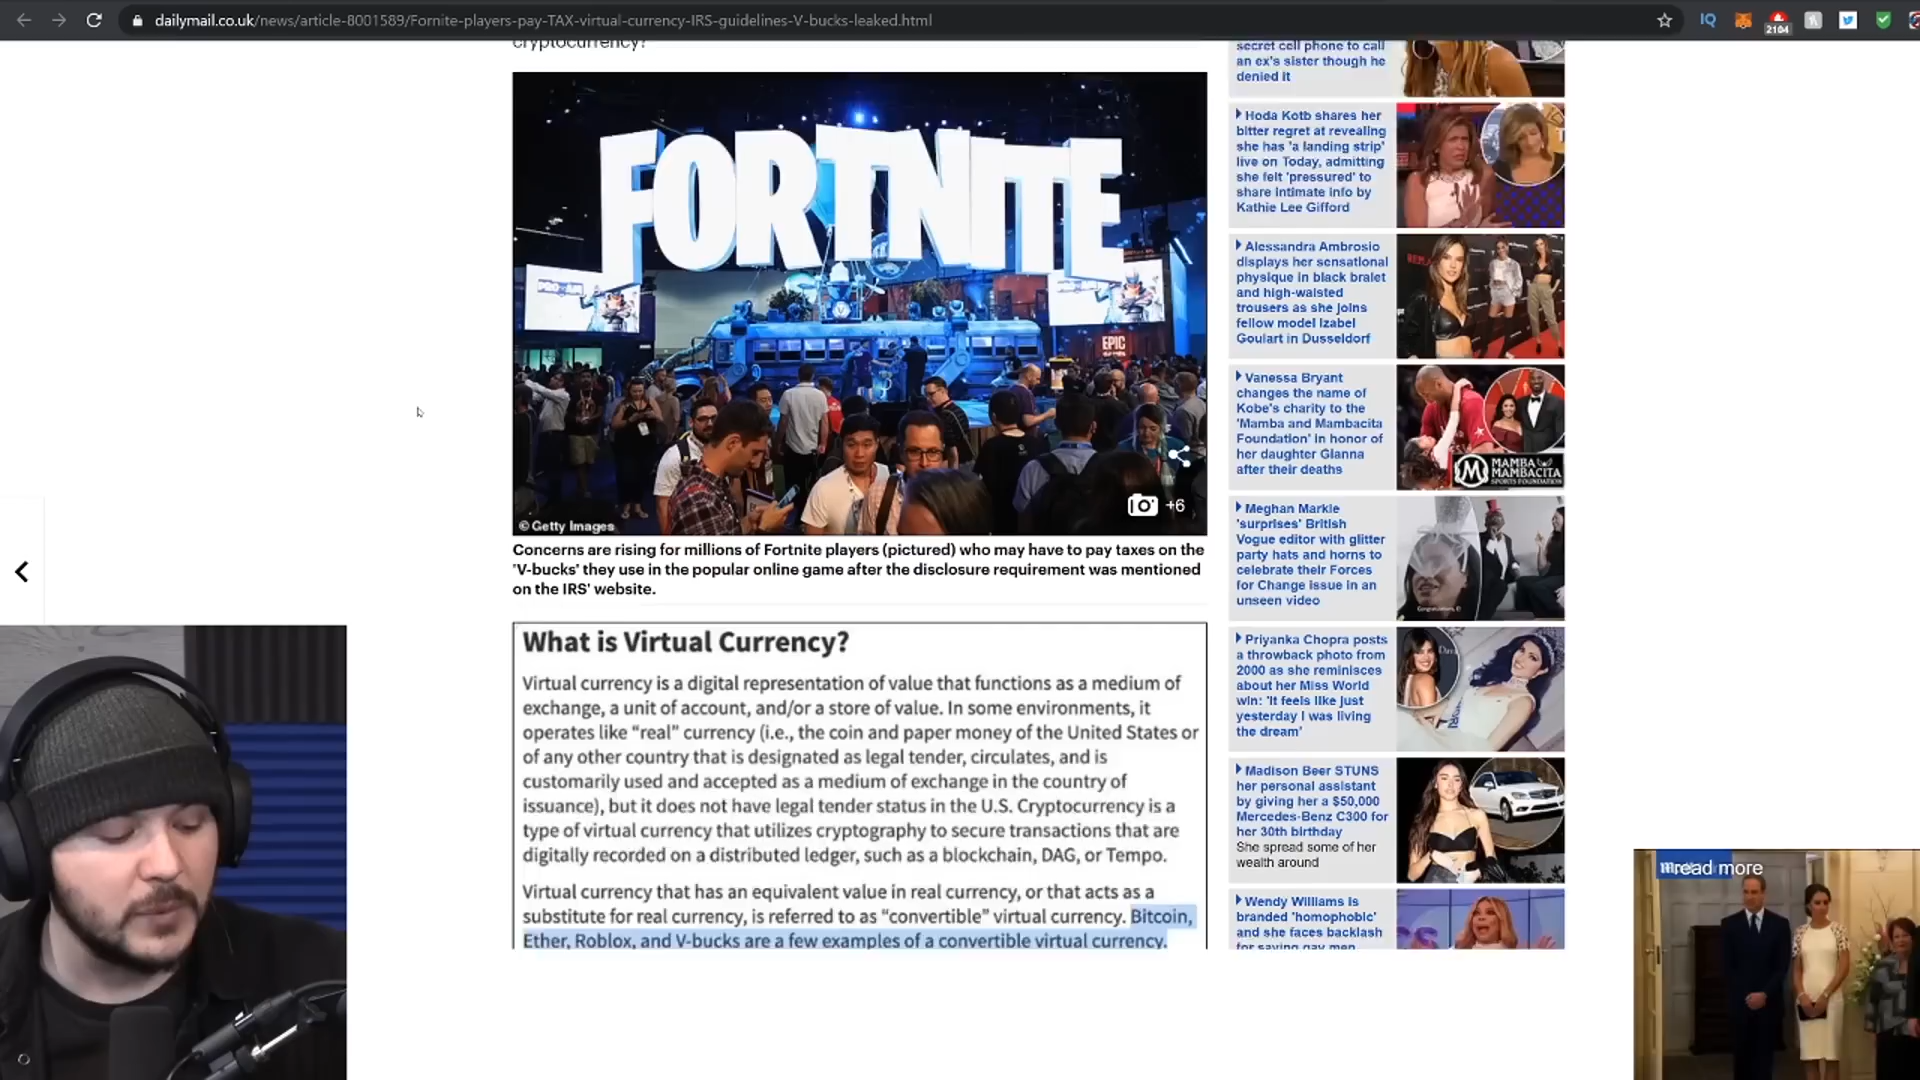 dailymail.co.uk/news/article-8001589/Fornite-players-pay-TAX-virtual-currency-IRS-guidelines-V-bucks-leaked.html
IQ
2104
cryptocurrency?
FORTNITE
EPIC
+6
© Getty Images
Concerns are rising for millions of Fortnite players (pictured) who may have to pay taxes on the
'V-bucks' they use in the popular online game after the disclosure requirement was mentioned
on the IRS' website.
What is Virtual Currency?
Virtual currency is a digital representation of value that functions as a medium of
exchange, a unit of account, and/or a store of value. In some environments, it
operates like “real” currency (i.e., the coin and paper money of the United States or
of any other country that is designated as legal tender, circulates, and is
customarily used and accepted as a medium of exchange in the country of
issuance), but it does not have legal tender status in the U.S. Cryptocurrency is a
type of virtual currency that utilizes cryptography to secure transactions that are
digitally recorded on a distributed ledger, such as a blockchain, DAG, or Tempo.
Virtual currency that has an equivalent value in real currency, or that acts as a
substitute for real currency, is referred to as “convertible” virtual currency. Bitcoin,
Ether, Roblox, and V-bucks are a few examples of a convertible virtual currency.
secret cell phone to call
an ex's sister though he
denied it
Hoda Kotb shares her
bitter regret at revealing
she has 'a landing strip'
live on Today, admitting
she felt 'pressured' to
share intimate info by
Kathie Lee Gifford
Alessandra Ambrosio
displays her sensational
physique in black bralet
and high-waisted
trousers as she joins
fellow model Izabel
Goulart in Dusseldorf
Vanessa Bryant
changes the name of
Kobe's charity to the
'Mamba and Mambacita
Foundation' in honor of
her daughter Gianna
after their deaths
MAMBA
MAMBACITA
SPORTS FOUNDATION
Meghan Markle
'surprises' British
Vogue editor with glitter
party hats and horns to
celebrate their Forces
for Change issue in an
unseen video
Priyanka Chopra posts
a throwback photo from
2000 as she reminisces
about her Miss World
win: 'It feels like just
yesterday I was living
the dream'
Madison Beer STUNS
her personal assistant
by giving her a $50,000
Mercedes-Benz C300 for
her 30th birthday
She spread some of her
wealth around
Wendy Williams is
branded 'homophobic'
and she faces backlash
for saying gay men
read more